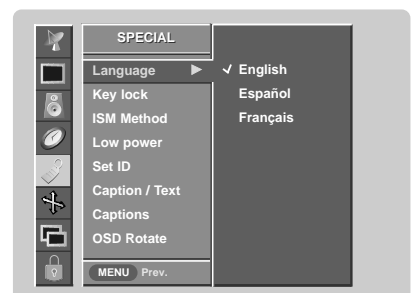 SPECIAL
Language ▶
Key lock
ISM Method
Low power
Set ID
Caption / Text
Captions
OSD Rotate
MENU Prev.
✓ English
Español
Français